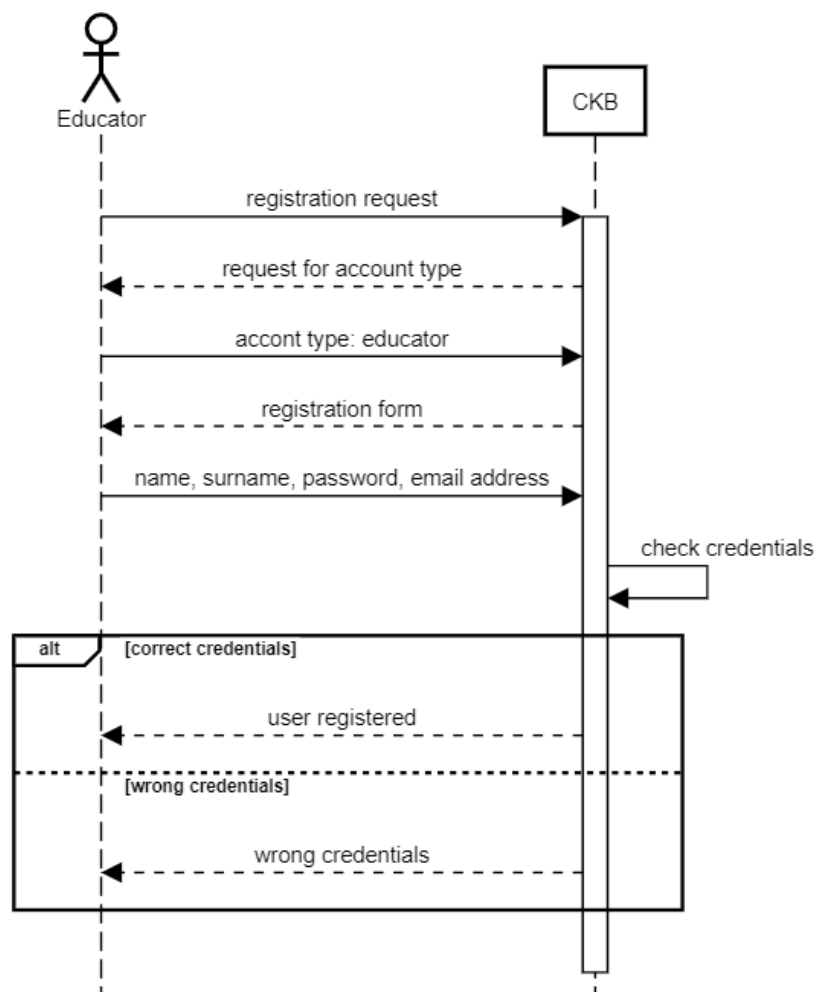 Educator
CKB
registration request
request for account type
accont type: educator
registration form
name, surname, password, email address
check credentials
alt
[correct credentials]
user registered
[wrong credentials]
wrong credentials